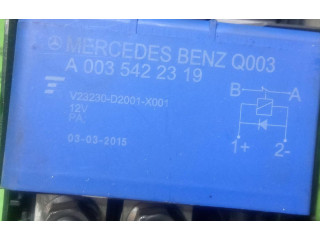 MERCEDES BENZ Q003
A 003 542 23 19
V23230-D2001-X001
12V
PA
03-03-2015
B A
1+ 2-